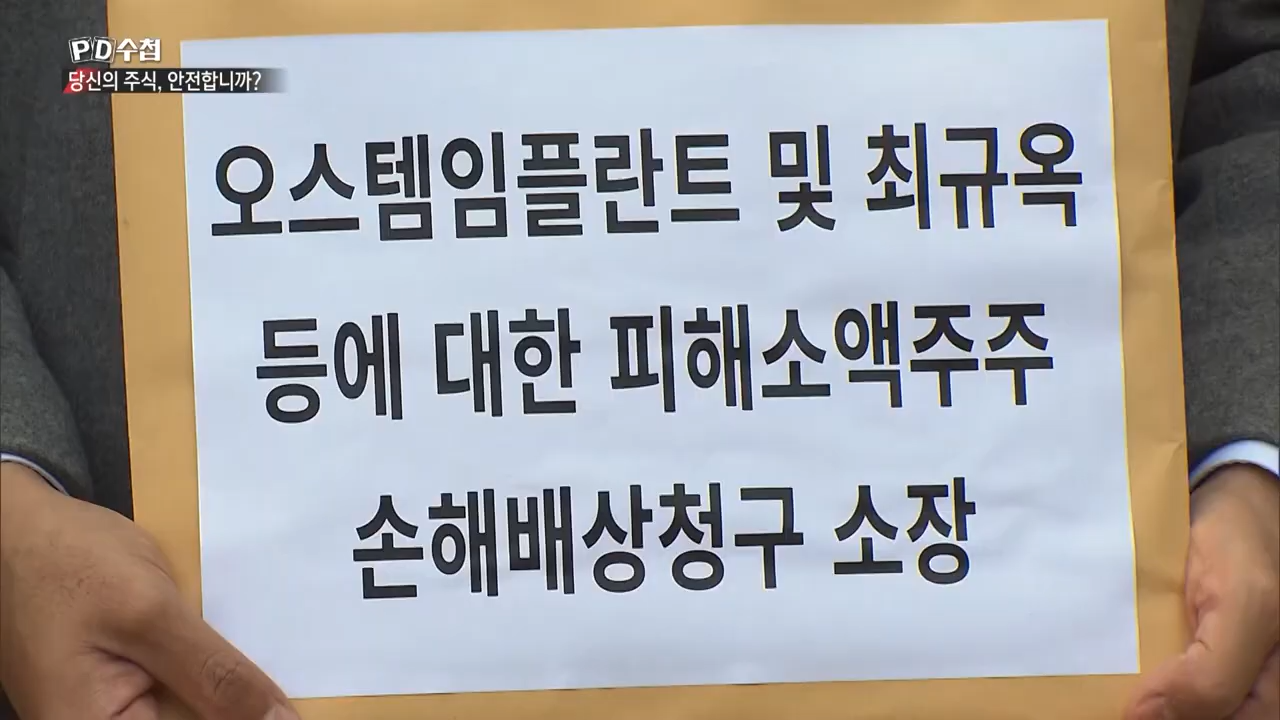 PD수첩
당신의 주식, 안전합니까?
오스템임플란트 및 최규옥
등에 대한 피해소액주주
손해배상청구 소장